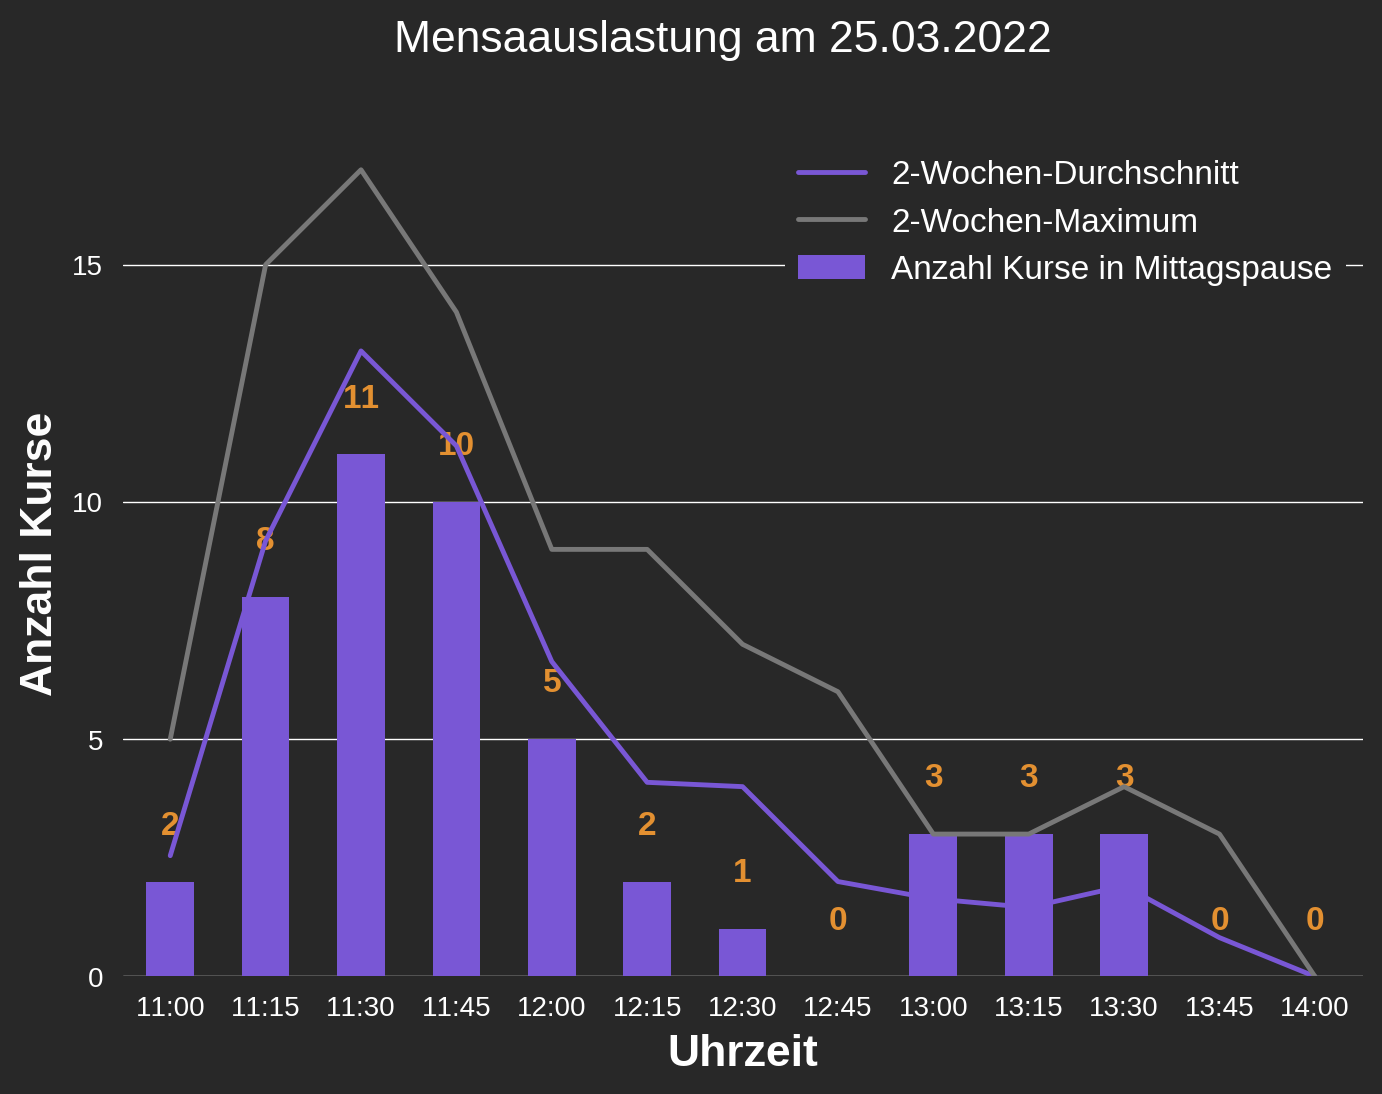 Mensaauslastung am 25.03.2022
2-Wochen-Durchschnitt
2-Wochen-Maximum
Anzahl Kurse in Mittagspause
Anzahl Kurse
15
10
5
0
2
8
11
10
5
2
1
0
3
3
3
0
0
11:00 11:15 11:30 11:45 12:00 12:15 12:30 12:45 13:00 13:15 13:30 13:45 14:00
Uhrzeit